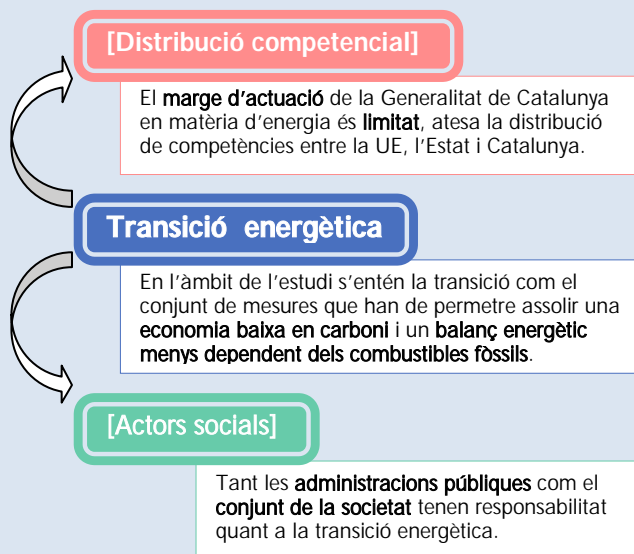 [Distribució competencial]
El marge d'actuació de la Generalitat de Catalunya
en matèria d'energia és limitat, atesa la distribució
de competències entre la UE, l'Estat i Catalunya.
Transició energètica
En l'àmbit de l'estudi s'entén la transició com el
conjunt de mesures que han de permetre assolir una
economia baixa en carboni i un balanç energètic
menys dependent dels combustibles fòssils.
[Actors socials]
Tant les administracions públiques com el
conjunt de la societat tenen responsabilitat
quant a la transició energètica.